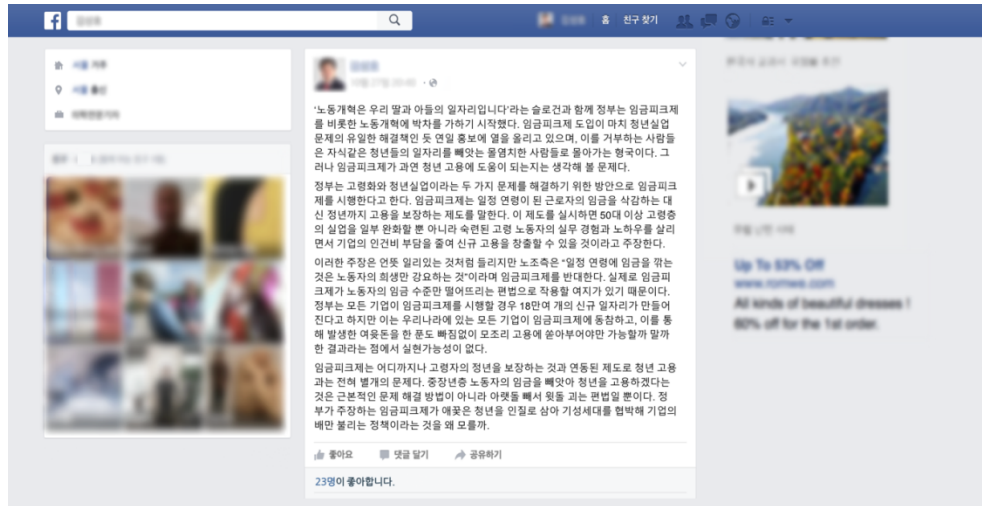 f
홈
친구 찾기
서울 거주
서울 출신
'노동개혁은 우리 딸과 아들의 일자리입니다'라는 슬로건과 함께 정부는 임금피크제
를 비롯한 노동개혁에 박차를 가하기 시작했다. 임금피크제 도입이 마치 청년실업
문제의 유일한 해결책인 듯 연일 홍보에 열을 올리고 있으며, 이를 거부하는 사람들
은 자식같은 청년들의 일자리를 빼앗는 몰염치한 사람들로 몰아가는 형국이다. 그
러나 임금피크제가 과연 청년 고용에 도움이 되는지는 생각해 볼 문제다.
정부는 고령화와 청년실업이라는 두 가지 문제를 해결하기 위한 방안으로 임금피크
제를 시행한다고 한다. 임금피크제는 일정 연령이 된 근로자의 임금을 삭감하는 대
신 정년까지 고용을 보장하는 제도를 말한다. 이 제도를 실시하면 50대 이상 고령층
의 실업을 일부 완화할 뿐 아니라 숙련된 고령 노동자의 실무 경험과 노하우를 살리
면서 기업의 인건비 부담을 줄여 신규 고용을 창출할 수 있을 것이라고 주장한다.
이러한 주장은 언뜻 일리있는 것처럼 들리지만 노조측은 "일정 연령에 임금을 깎는
것은 노동자의 희생만 강요하는 것"이라며 임금피크제를 반대한다. 실제로 임금피
크제가 노동자의 임금 수준만 떨어뜨리는 편법으로 작용할 여지가 있기 때문이다.
정부는 모든 기업이 임금피크제를 시행할 경우 18만여 개의 신규 일자리가 만들어
진다고 하지만 이는 우리나라에 있는 모든 기업이 임금피크제에 동참하고, 이를 통
해 발생한 여윳돈을 한 푼도 빠짐없이 모조리 고용에 쏟아부어야만 가능할까 말까
한 결과라는 점에서 실현가능성이 없다.
임금피크제는 어디까지나 고령자의 정년을 보장하는 것과 연동된 제도로 청년 고용
과는 전혀 별개의 문제다. 중장년층 노동자의 임금을 빼앗아 청년을 고용하겠다는
것은 근본적인 문제 해결 방법이 아니라 아랫돌 빼서 윗돌 괴는 편법일 뿐이다. 정
부가 주장하는 임금피크제가 애꿎은 청년을 인질로 삼아 기성세대를 협박해 기업의
배만 불리는 정책이라는 것을 왜 모를까.
좋아요 댓글 달기 공유하기
23명이 좋아합니다.
Up To 53% Off
www.romwe.com
All kinds of beautiful dresses !
60% off for the 1st order.